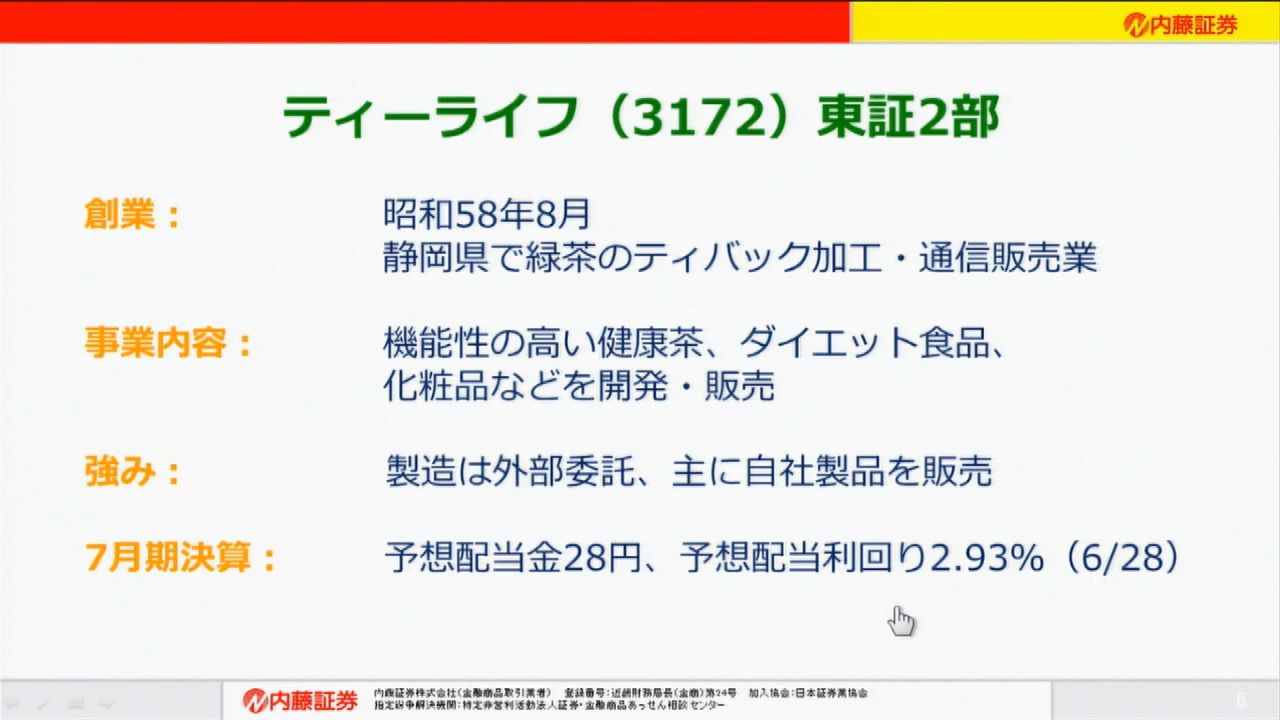 内藤証券
ティーライフ（3172）東証2部
創業：
昭和58年8月
静岡県で緑茶のティバック加工・通信販売業
事業内容：
機能性の高い健康茶、ダイエット食品、
化粧品などを開発・販売
強み：
製造は外部委託、主に自社製品を販売
7月期決算：
予想配当金28円、予想配当利回り2.93%（6/28）
内藤証券
内藤証券株式会社（金融商品取引業者） 登録番号：近畿財務局長（金商）第24号 加入協会：日本証券業協会
指定紛争解決機関：特定非営利活動法人証券・金融商品あっせん相談センター
6